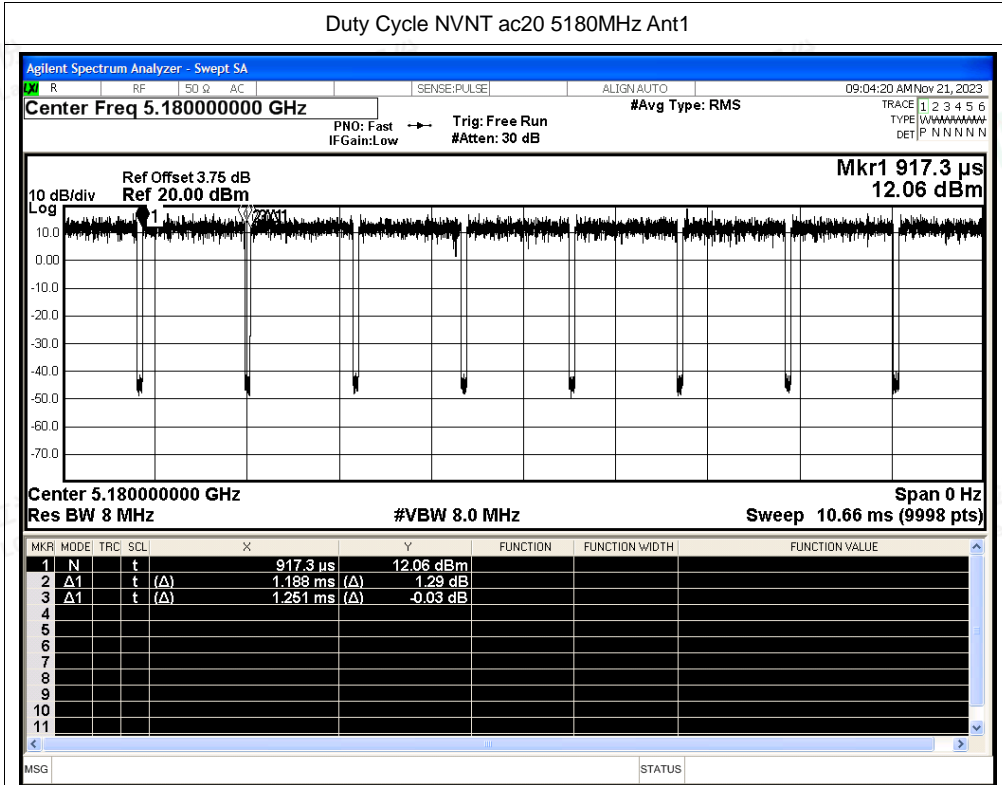 Duty Cycle NVNT ac20 5180MHz Ant1
Agilent Spectrum Analyzer - Swept SA
LXI R RF 50 Ω AC SENSE:PULSE ALIGN AUTO 09:04:20 AM Nov 21, 2023
Center Freq 5.180000000 GHz #Avg Type: RMS TRACE 1 2 3 4 5 6
PNO: Fast Trig: Free Run TYPE W
IFGain:Low #Atten: 30 dB DET P N N N N N
Mkr1 917.3 µs
Ref Offset 3.75 dB
10 dB/div Ref 20.00 dBm 12.06 dBm
Log
10.0
0.00
-10.0
-20.0
-30.0
-40.0
-50.0
-60.0
-70.0
Center 5.180000000 GHz Span 0 Hz
Res BW 8 MHz #VBW 8.0 MHz Sweep 10.66 ms (9998 pts)
MKR MODE TRC SCL X Y FUNCTION FUNCTION WIDTH FUNCTION VALUE
1 N t 917.3 µs 12.06 dBm
2 Δ1 t (Δ) 1.188 ms (Δ) 1.29 dB
3 Δ1 t (Δ) 1.251 ms (Δ) -0.03 dB
4
5
6
7
8
9
10
11
MSG STATUS